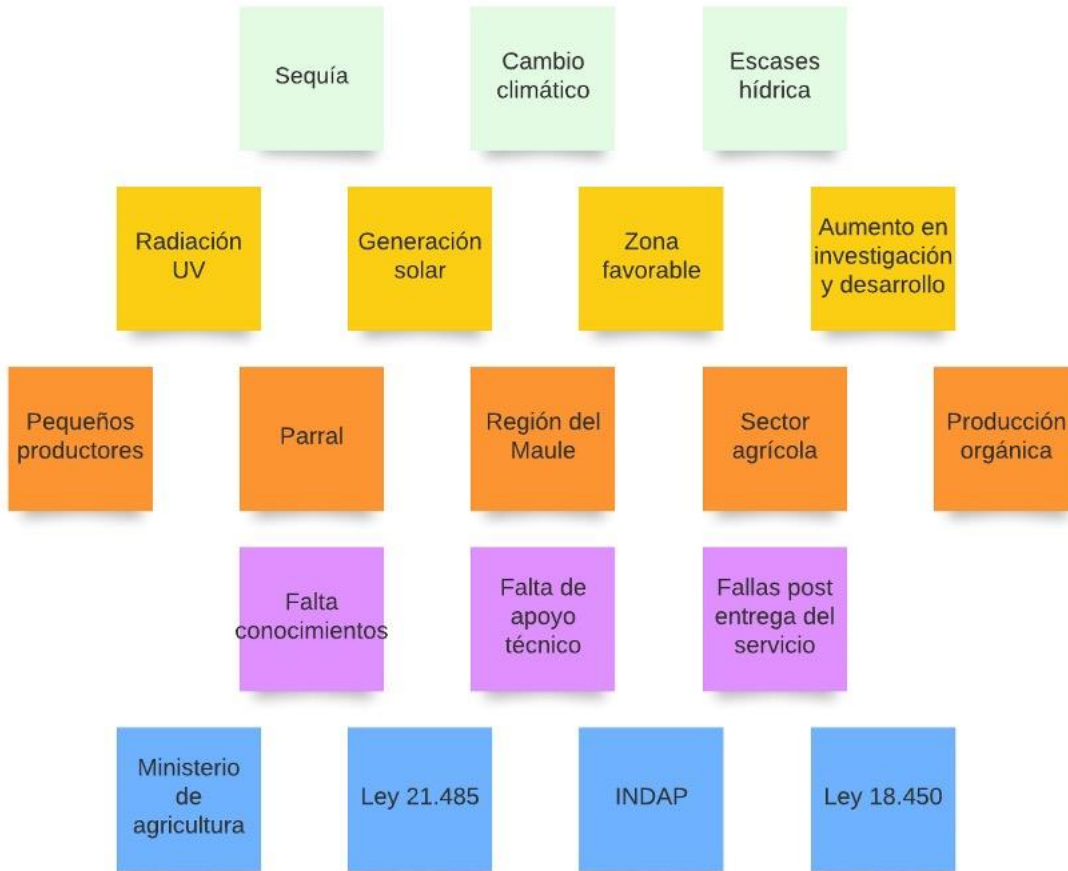 Sequía
Cambio
climático
Escases
hídrica
Radiación
UV
Generación
solar
Zona
favorable
Aumento en
investigación
y desarrollo
Pequeños
productores
Parral
Región del
Maule
Sector
agrícola
Producción
orgánica
Falta
conocimientos
Falta de
apoyo
técnico
Fallas post
entrega del
servicio
Ministerio
de
agricultura
Ley 21.485
INDAP
Ley 18.450